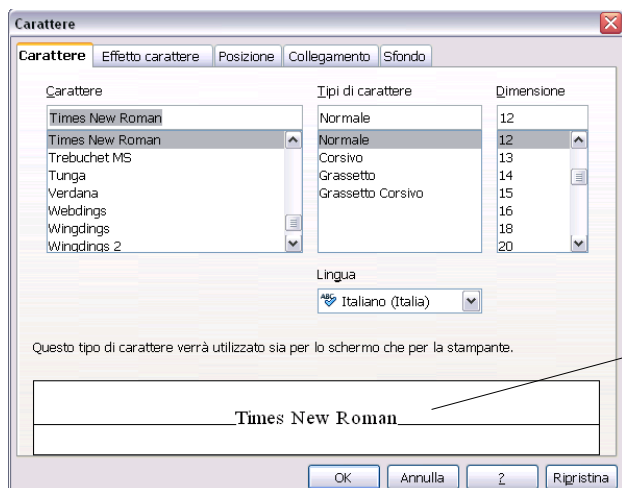 Carattere
Carattere Effetto carattere Posizione Collegamento Sfondo
Carattere Tipi di carattere Dimensione
Times New Roman Normale 12
Times New Roman Normale 12
Trebuchet MS Corsivo 13
Tunga Grassetto 14
Verdana Grassetto Corsivo 15
Webdings 16
Wingdings 18
Wingdings 2 20
Lingua
ABC Italiano (Italia)
Questo tipo di carattere verrà utilizzato sia per lo schermo che per la stampante.
Times New Roman
OK Annulla ? Ripristina